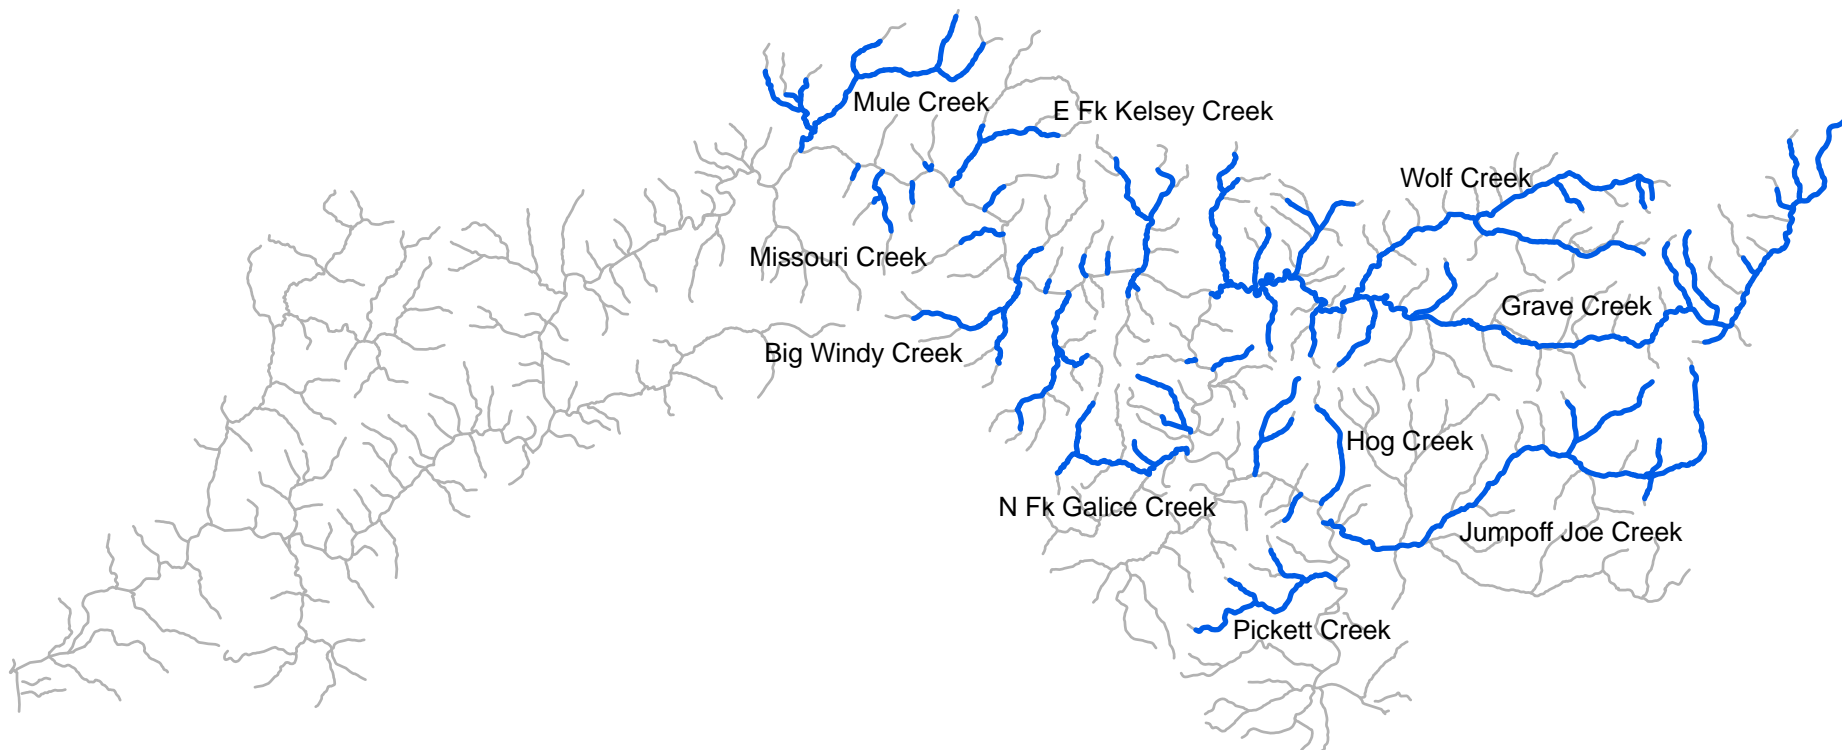 Mule Creek
E Fk Kelsey Creek
Wolf Creek
Missouri Creek
Grave Creek
Big Windy Creek
Hog Creek
N Fk Galice Creek
Jumpoff Joe Creek
Pickett Creek